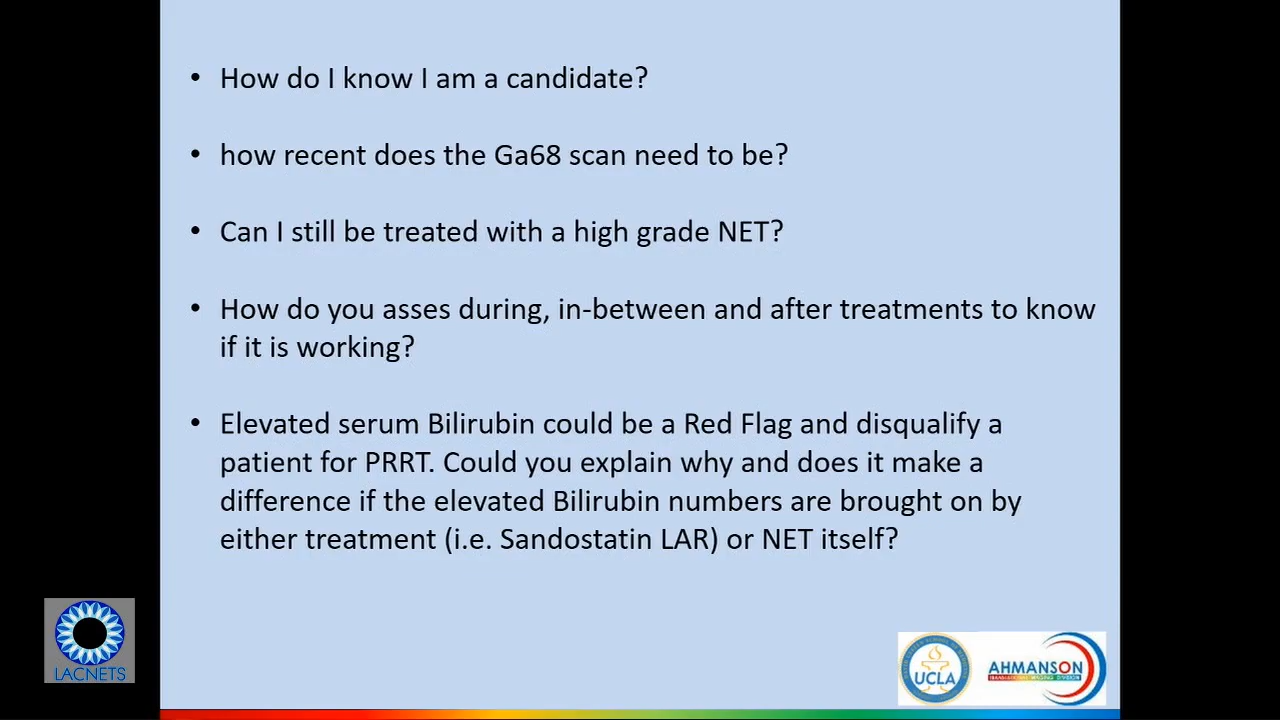 • How do I know I am a candidate?
• how recent does the Ga68 scan need to be?
• Can I still be treated with a high grade NET?
• How do you asses during, in-between and after treatments to know
if it is working?
• Elevated serum Bilirubin could be a Red Flag and disqualify a
patient for PRRT. Could you explain why and does it make a
difference if the elevated Bilirubin numbers are brought on by
either treatment (i.e. Sandostatin LAR) or NET itself?
LACNETS
UCLA
AHMANSON